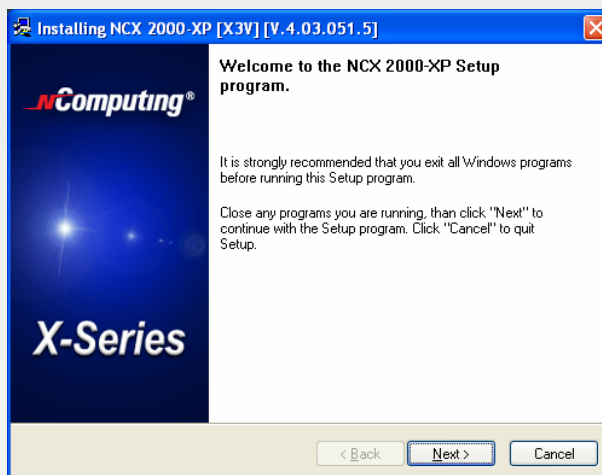 Installing NCX 2000-XP [X3V] [V.4.03.051.5]
NComputing®
Welcome to the NCX 2000-XP Setup
program.
It is strongly recommended that you exit all Windows programs
before running this Setup program.
Close any programs you are running, than click "Next" to
continue with the Setup program. Click "Cancel" to quit
Setup.
X-Series
< Back
Next >
Cancel